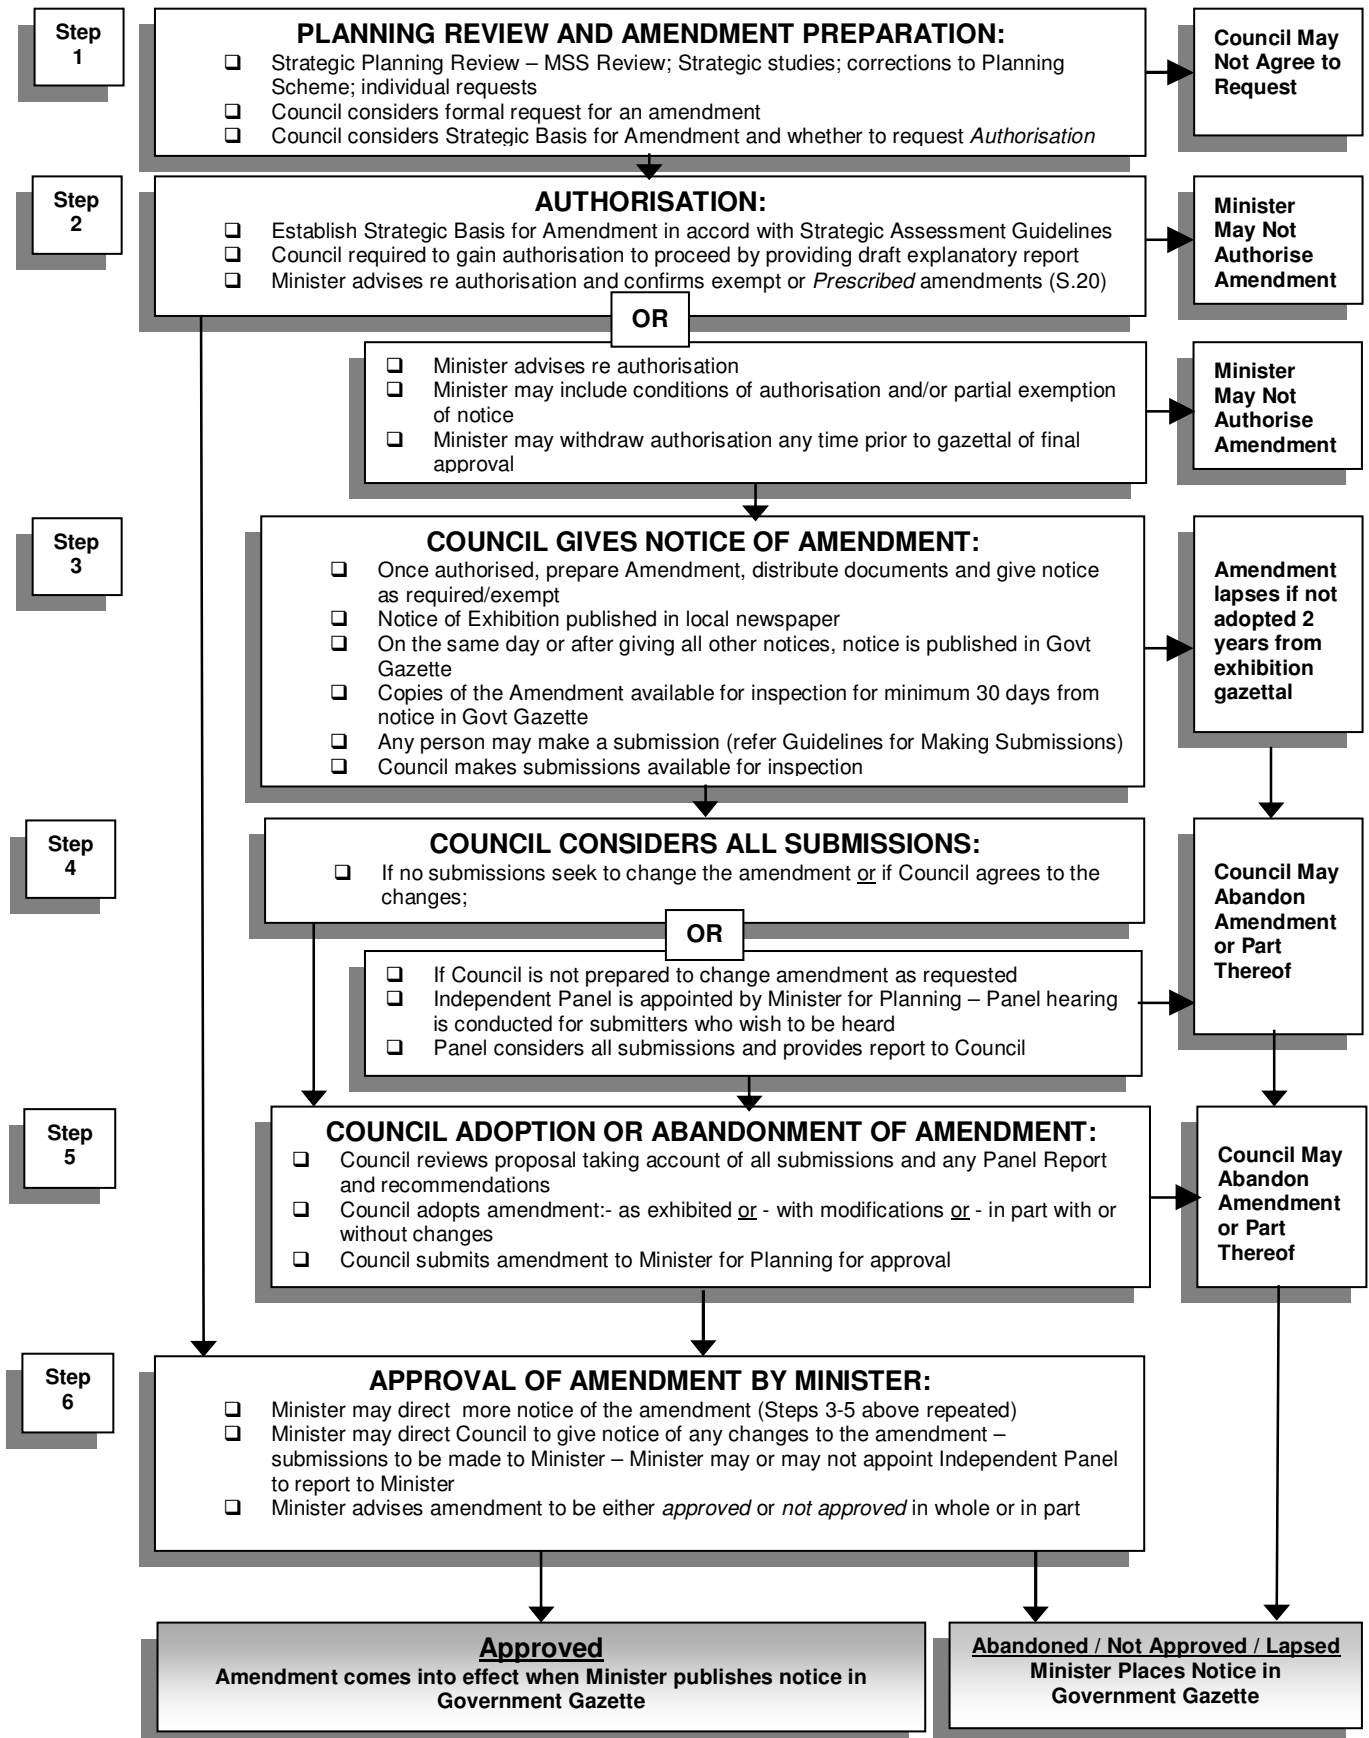 Step
1
PLANNING REVIEW AND AMENDMENT PREPARATION:
❑ Strategic Planning Review – MSS Review; Strategic studies; corrections to Planning
Scheme; individual requests
❑ Council considers formal request for an amendment
❑ Council considers Strategic Basis for Amendment and whether to request Authorisation
Council May
Not Agree to
Request
Step
2
AUTHORISATION:
❑ Establish Strategic Basis for Amendment in accord with Strategic Assessment Guidelines
❑ Council required to gain authorisation to proceed by providing draft explanatory report
❑ Minister advises re authorisation and confirms exempt or Prescribed amendments (S.20)
Minister
May Not
Authorise
Amendment
OR
❑ Minister advises re authorisation
❑ Minister may include conditions of authorisation and/or partial exemption
of notice
❑ Minister may withdraw authorisation any time prior to gazettal of final
approval
Minister
May Not
Authorise
Amendment
Step
3
COUNCIL GIVES NOTICE OF AMENDMENT:
❑ Once authorised, prepare Amendment, distribute documents and give notice
as required/exempt
❑ Notice of Exhibition published in local newspaper
❑ On the same day or after giving all other notices, notice is published in Govt
Gazette
❑ Copies of the Amendment available for inspection for minimum 30 days from
notice in Govt Gazette
❑ Any person may make a submission (refer Guidelines for Making Submissions)
❑ Council makes submissions available for inspection
Amendment
lapses if not
adopted 2
years from
exhibition
gazettal
Step
4
COUNCIL CONSIDERS ALL SUBMISSIONS:
❑ If no submissions seek to change the amendment or if Council agrees to the
changes;
OR
❑ If Council is not prepared to change amendment as requested
❑ Independent Panel is appointed by Minister for Planning – Panel hearing
is conducted for submitters who wish to be heard
❑ Panel considers all submissions and provides report to Council
Council May
Abandon
Amendment
or Part
Thereof
Step
5
COUNCIL ADOPTION OR ABANDONMENT OF AMENDMENT:
❑ Council reviews proposal taking account of all submissions and any Panel Report
and recommendations
❑ Council adopts amendment:- as exhibited or - with modifications or - in part with or
without changes
❑ Council submits amendment to Minister for Planning for approval
Council May
Abandon
Amendment
or Part
Thereof
Step
6
APPROVAL OF AMENDMENT BY MINISTER:
❑ Minister may direct  more notice of the amendment (Steps 3-5 above repeated)
❑ Minister may direct Council to give notice of any changes to the amendment –
submissions to be made to Minister – Minister may or may not appoint Independent Panel
to report to Minister
❑ Minister advises amendment to be either approved or not approved in whole or in part
Approved
Amendment comes into effect when Minister publishes notice in
Government Gazette
Abandoned / Not Approved / Lapsed
Minister Places Notice in
Government Gazette